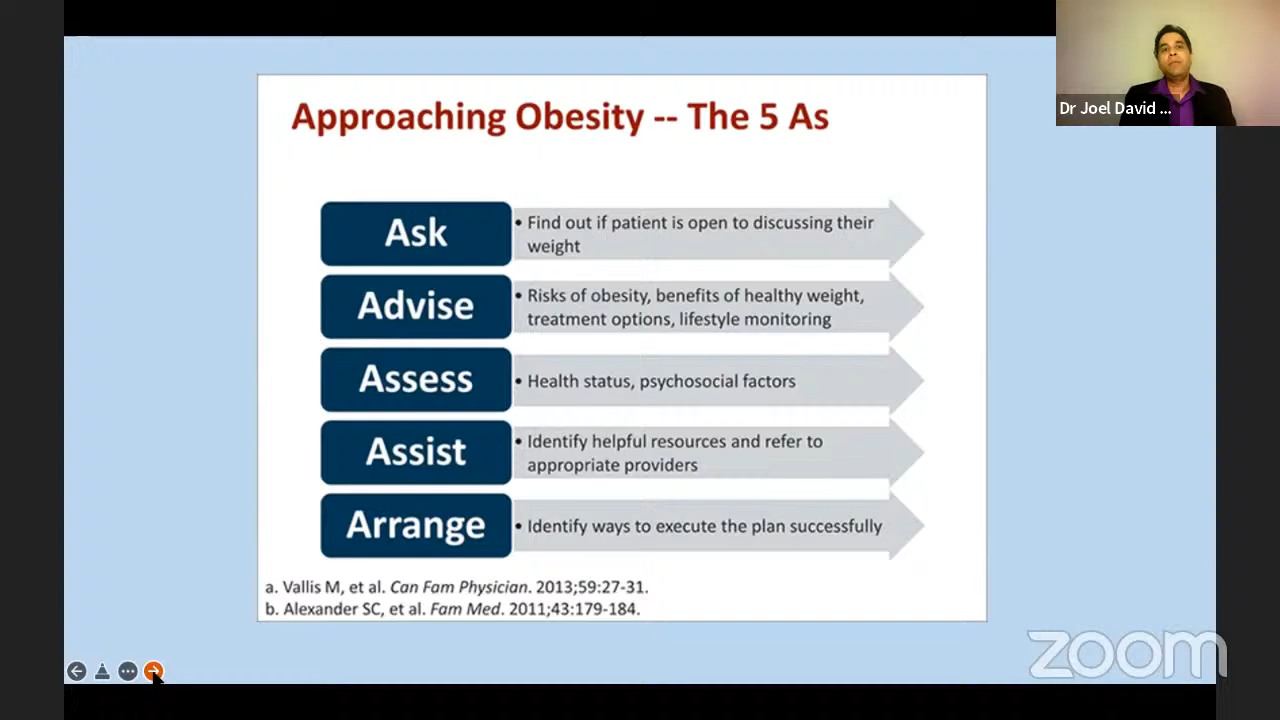 Approaching Obesity -- The 5 As
Ask
• Find out if patient is open to discussing their
weight
Advise
• Risks of obesity, benefits of healthy weight,
treatment options, lifestyle monitoring
Assess
• Health status, psychosocial factors
Assist
• Identify helpful resources and refer to
appropriate providers
Arrange
• Identify ways to execute the plan successfully
a. Vallis M, et al. Can Fam Physician. 2013;59:27-31.
b. Alexander SC, et al. Fam Med. 2011;43:179-184.
Dr Joel David ...
zoom